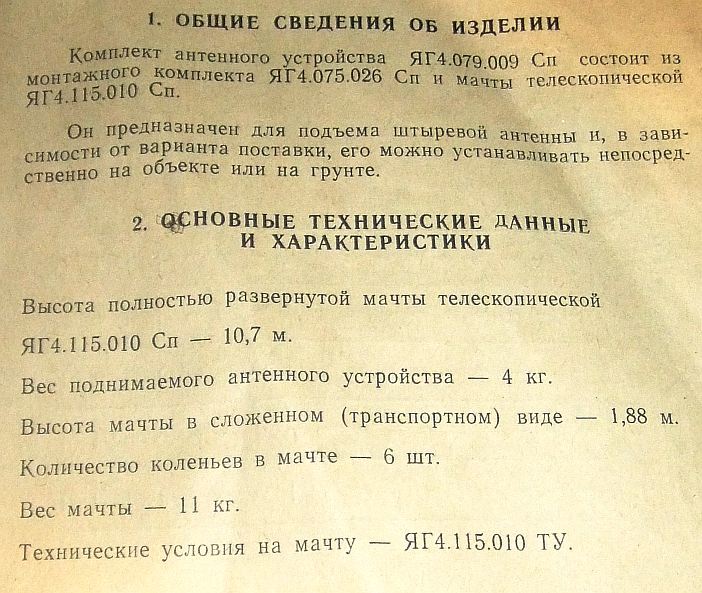 1. ОБЩИЕ СВЕДЕНИЯ ОБ ИЗДЕЛИИ
Комплект антенного устройства ЯГ4.079.009 Сп состоит из
монтажного комплекта ЯГ4.075.026 Сп и мачты телескопической
ЯГ4.115.010 Сп.
Он предназначен для подъема штыревой антенны и, в зави-
симости от варианта поставки, его можно устанавливать непосред-
ственно на объекте или на грунте.
2. ОСНОВНЫЕ ТЕХНИЧЕСКИЕ ДАННЫЕ
И ХАРАКТЕРИСТИКИ
Высота полностью развернутой мачты телескопической
ЯГ4.115.010 Сп — 10,7 м.
Вес поднимаемого антенного устройства — 4 кг.
Высота мачты в сложенном (транспортном) виде — 1,88 м.
Количество коленьев в мачте — 6 шт.
Вес мачты — 11 кг.
Технические условия на мачту — ЯГ4.115.010 ТУ.